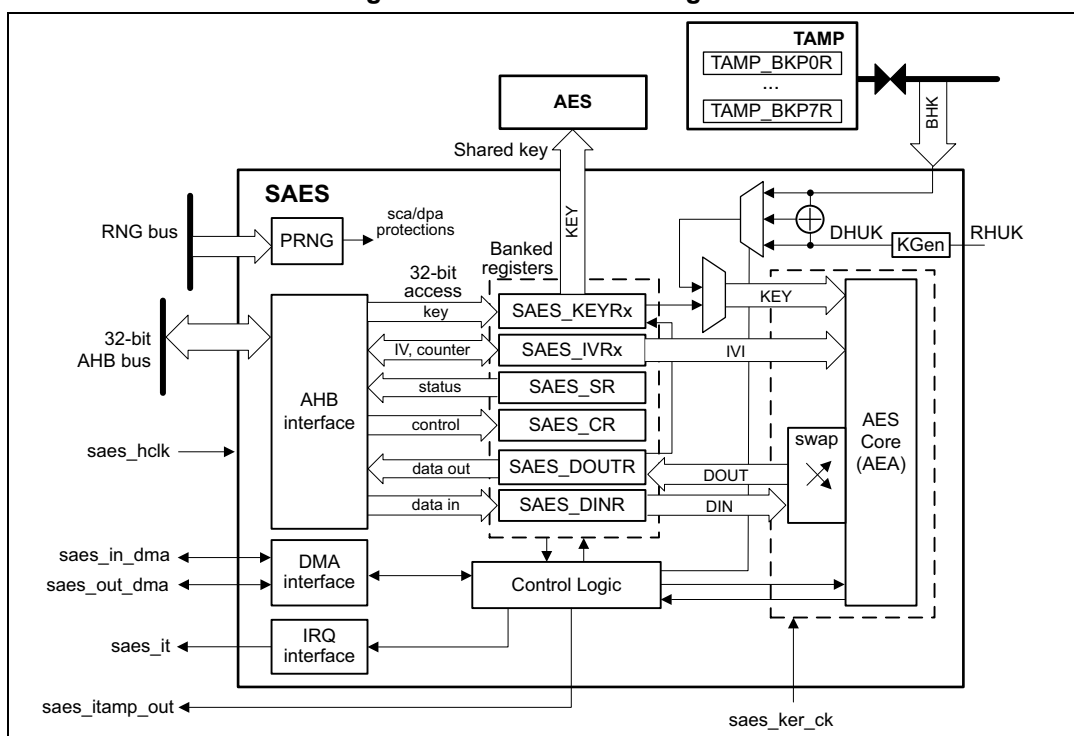 TAMP
TAMP_BKP0R
...
TAMP_BKP7R
BHK
AES
Shared key
KEY
SAES
RNG bus
PRNG
sca/dpa
protections
Banked
registers
DHUK
KGen
RHUK
32-bit
access
key
SAES_KEYRx
KEY
32-bit
AHB bus
AHB
interface
IV, counter
SAES_IVRx
IVI
status
SAES_SR
control
SAES_CR
AES
Core
(AEA)
swap
saes_hclk
data out
SAES_DOUTR
DOUT
data in
SAES_DINR
DIN
saes_in_dma
saes_out_dma
DMA
interface
Control Logic
saes_it
IRQ
interface
saes_itamp_out
saes_ker_ck